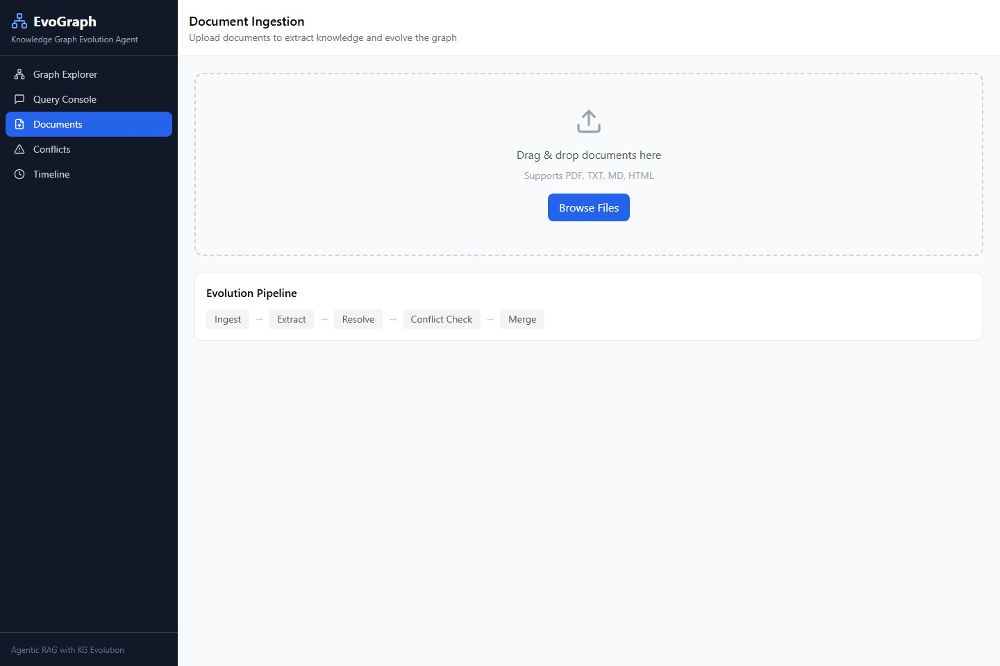 EvoGraph
Knowledge Graph Evolution Agent
Graph Explorer
Query Console
Documents
Conflicts
Timeline
Agentic RAG with KG Evolution
Document Ingestion
Upload documents to extract knowledge and evolve the graph
Drag & drop documents here
Supports PDF, TXT, MD, HTML
Browse Files
Evolution Pipeline
Ingest → Extract → Resolve → Conflict Check → Merge